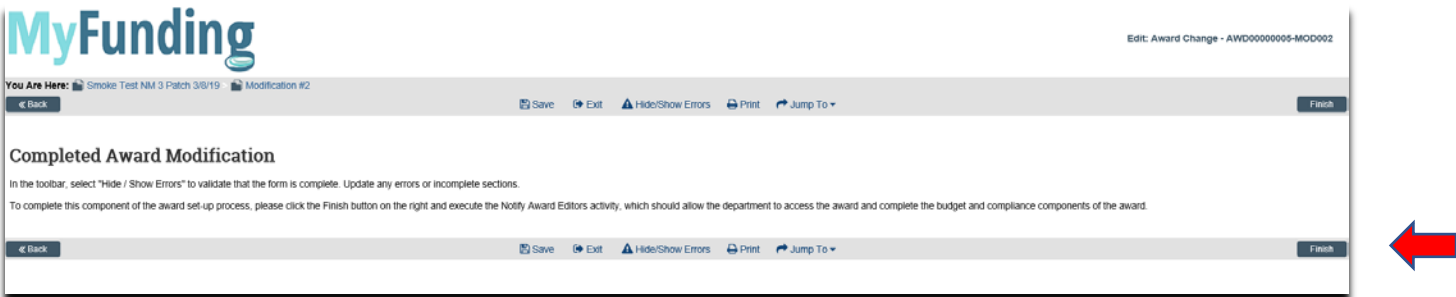 MyFunding
Edit: Award Change - AWD00000005-MOD002
You Are Here: Smoke Test NM 3 Patch 3/8/19 Modification #2
« Back Save Exit Hide/Show Errors Print Jump To Finish
Completed Award Modification
In the toolbar, select "Hide / Show Errors" to validate that the form is complete. Update any errors or incomplete sections.
To complete this component of the award set-up process, please click the Finish button on the right and execute the Notify Award Editors activity, which should allow the department to access the award and complete the budget and compliance components of the award.
« Back Save Exit Hide/Show Errors Print Jump To Finish